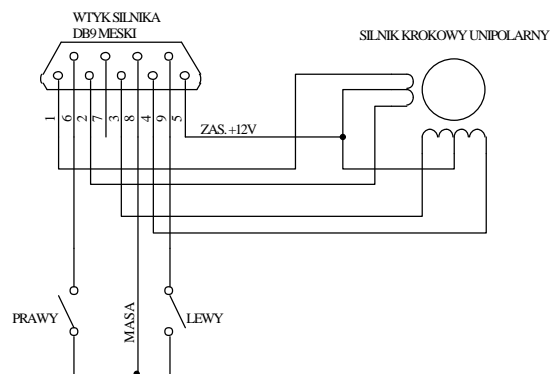 WTYK SILNIKA
DB9 MESKI
SILNIK KROKOWY UNIPOLARNY
1 6 2 7 3 8 4 9 5
ZAS. +12V
PRAWY
MASA
LEWY